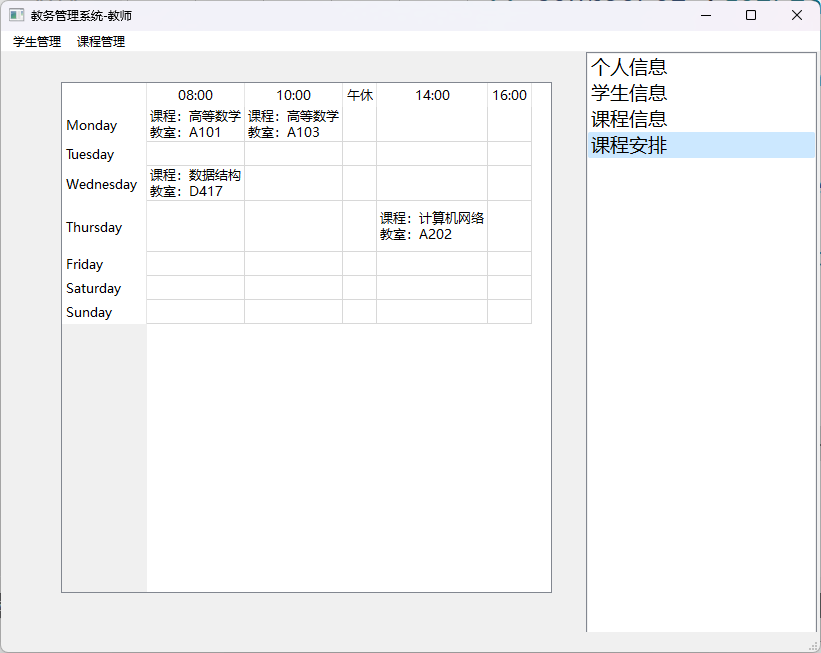 教务管理系统-教师
学生管理 课程管理
08:00 10:00 午休 14:00 16:00
Monday
课程：高等数学
教室：A101
课程：高等数学
教室：A103
Tuesday
Wednesday
课程：数据结构
教室：D417
Thursday
课程：计算机网络
教室：A202
Friday
Saturday
Sunday
个人信息
学生信息
课程信息
课程安排